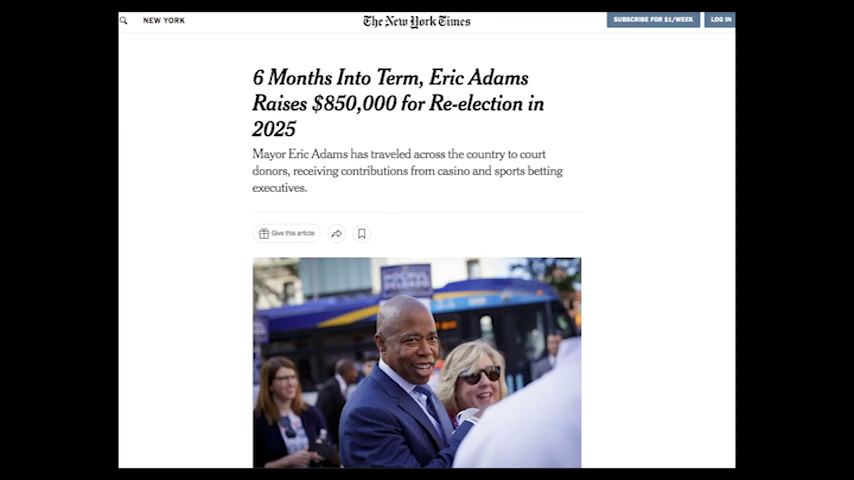 NEW YORK
The New York Times
SUBSCRIBE FOR $1/WEEK
LOG IN
6 Months Into Term, Eric Adams
Raises $850,000 for Re-election in
2025
Mayor Eric Adams has traveled across the country to court
donors, receiving contributions from casino and sports betting
executives.
Give this article
HOCHUL
DELGADO